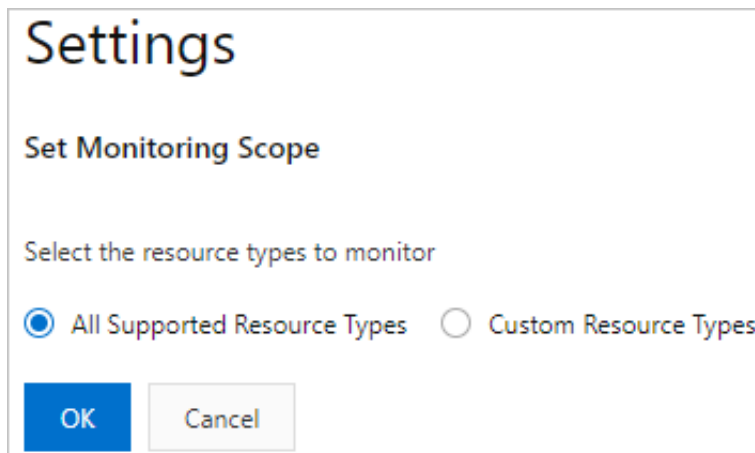 Settings
Set Monitoring Scope
Select the resource types to monitor
All Supported Resource Types Custom Resource Types
OK Cancel